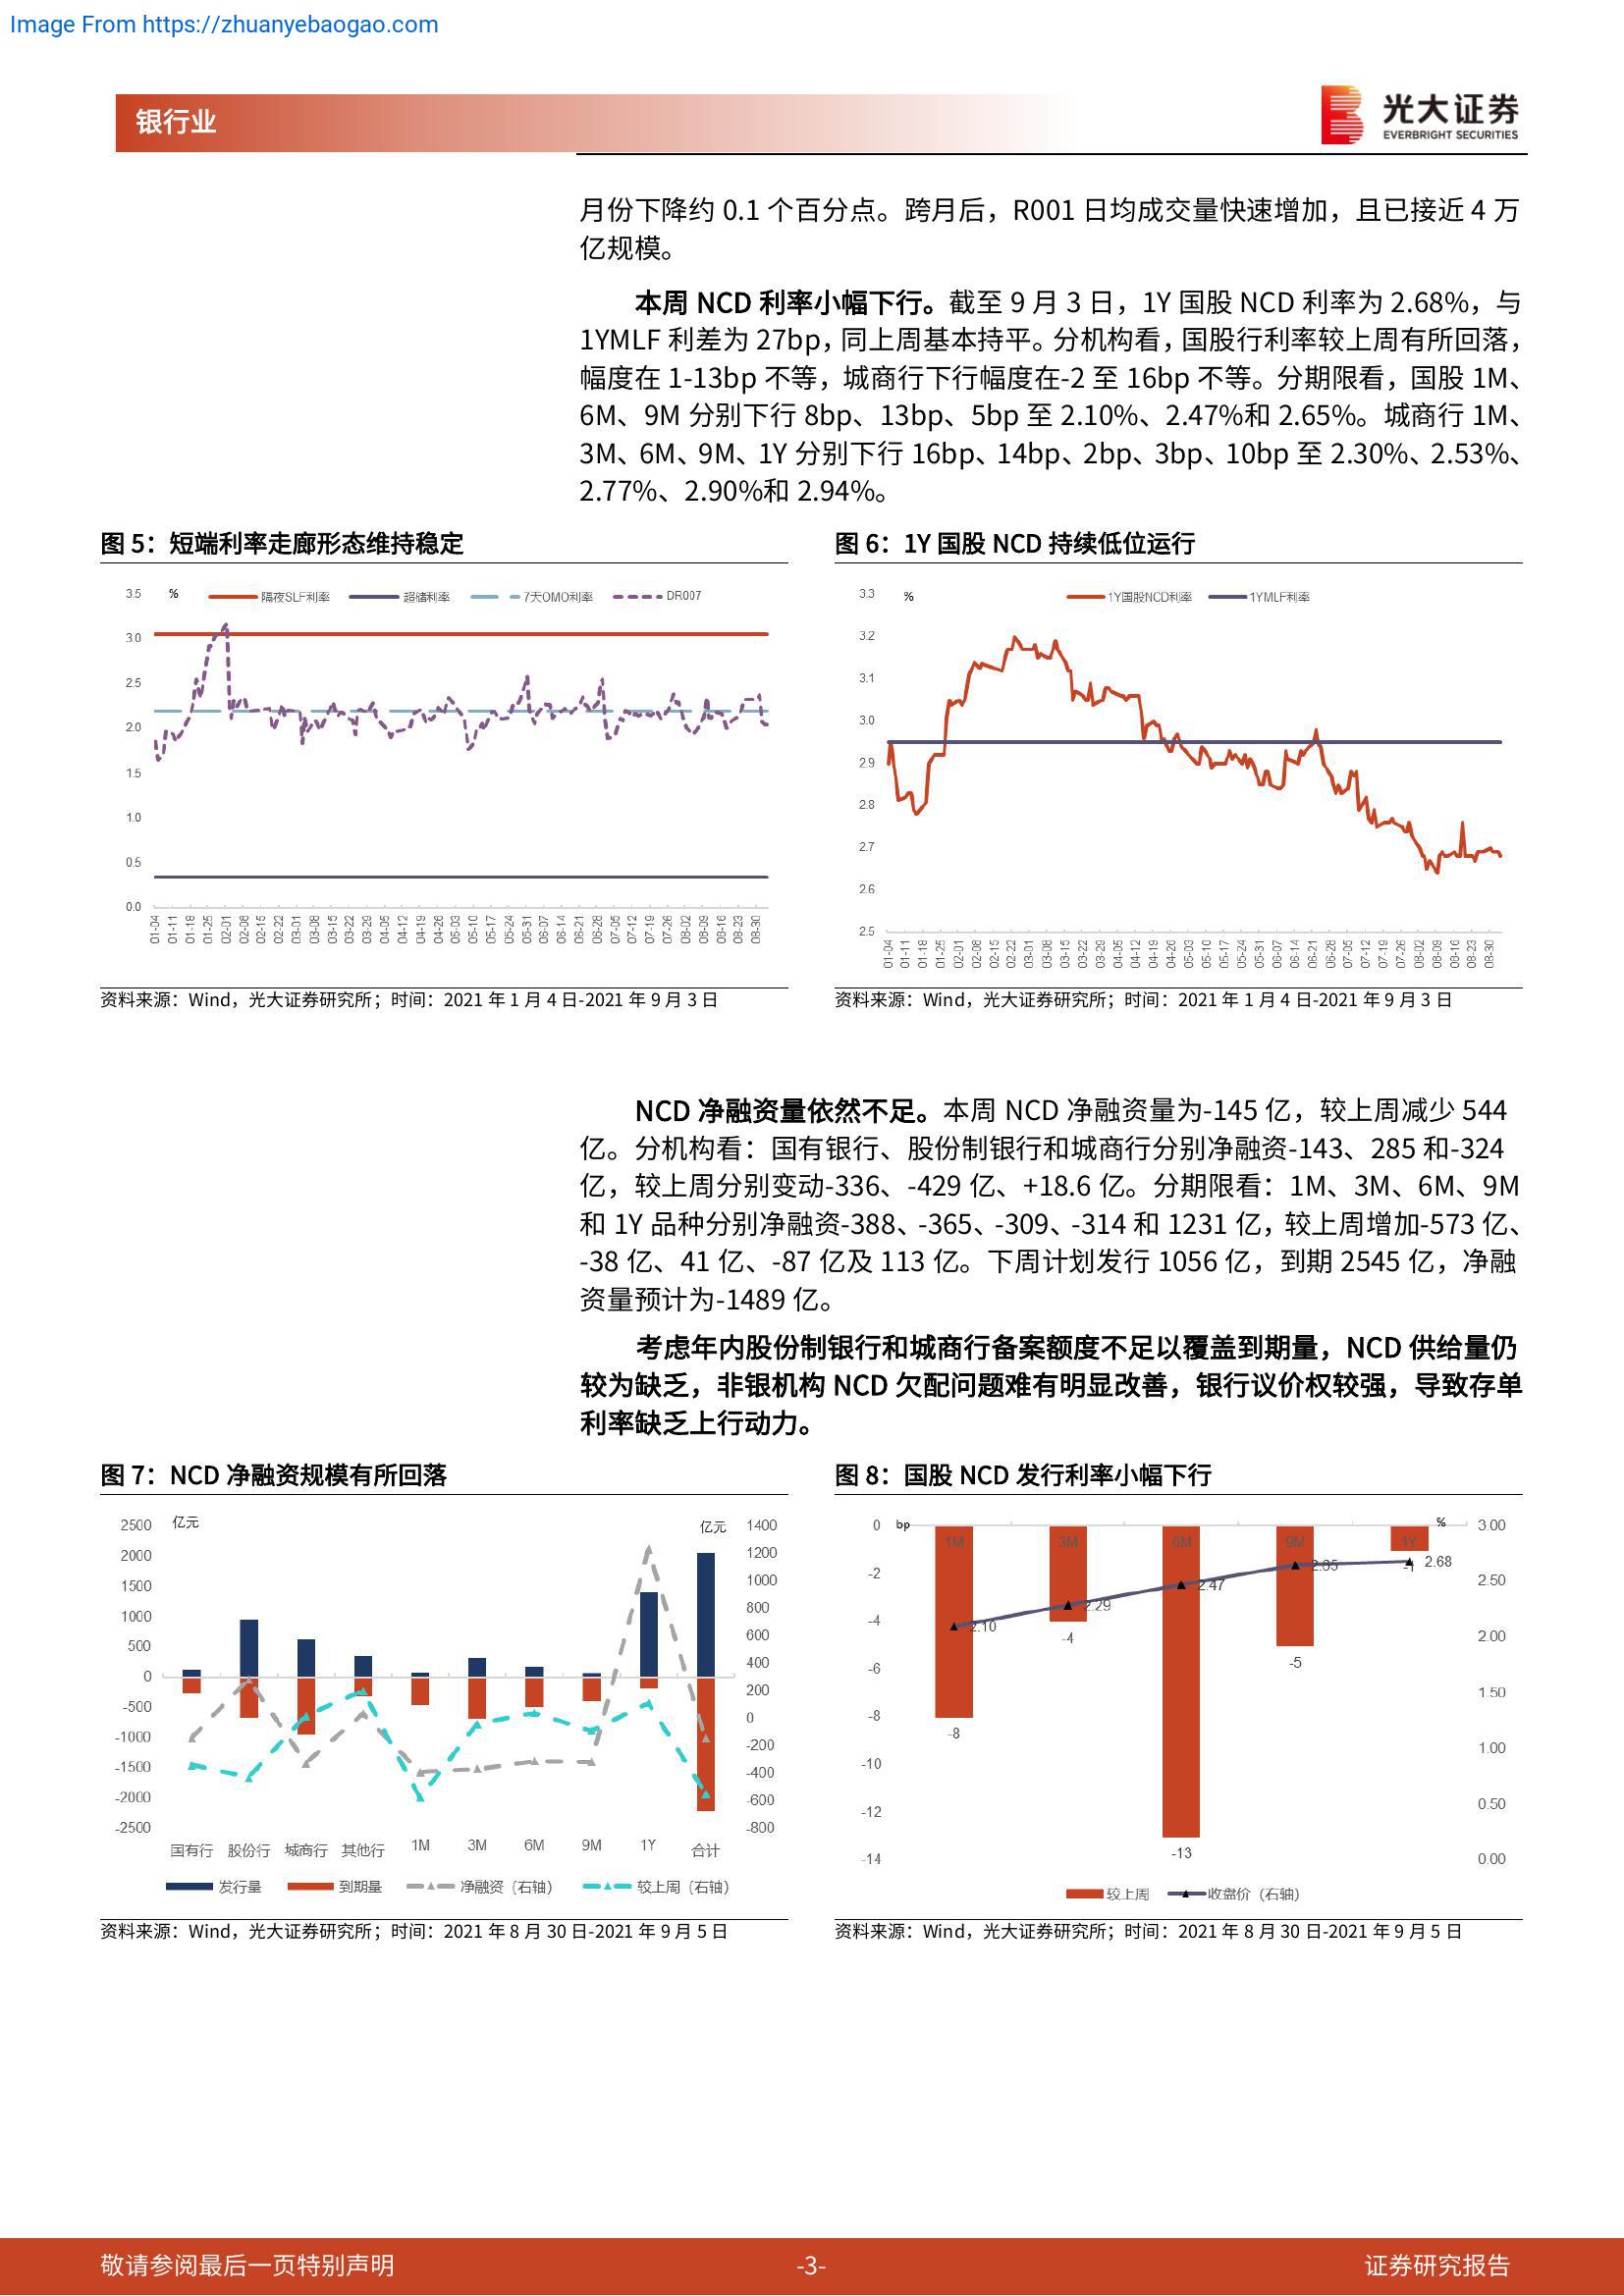 Image From https://zhuanyebaogao.com
银行业
光大证券
EVERBRIGHT SECURITIES
月份下降约 0.1 个百分点。跨月后，R001 日均成交量快速增加，且已接近 4 万
亿规模。
本周 NCD 利率小幅下行。截至 9 月 3 日，1Y 国股 NCD 利率为 2.68%，与
1YMLF 利差为 27bp，同上周基本持平。分机构看，国股行利率较上周有所回落，
幅度在 1-13bp 不等，城商行下行幅度在-2 至 16bp 不等。分期限看，国股 1M、
6M、9M 分别下行 8bp、13bp、5bp 至 2.10%、2.47%和 2.65%。城商行 1M、
3M、6M、9M、1Y 分别下行 16bp、14bp、2bp、3bp、10bp 至 2.30%、2.53%、
2.77%、2.90%和 2.94%。
图 5：短端利率走廊形态维持稳定
% 隔夜SLF利率 超储利率 7天OMO利率 DR007
3.5
3.0
2.5
2.0
1.5
1.0
0.5
0.0
01-04 01-11 01-18 01-25 02-01 02-08 02-15 02-22 03-01 03-08 03-15 03-22 03-29 04-05 04-12 04-19 04-26 05-03 05-10 05-17 05-24 05-31 06-07 06-14 06-21 06-28 07-05 07-12 07-19 07-26 08-02 08-09 08-16 08-23 08-30
资料来源：Wind，光大证券研究所；时间：2021 年 1 月 4 日-2021 年 9 月 3 日
图 6：1Y 国股 NCD 持续低位运行
% 1Y国股NCD利率 1YMLF利率
3.3
3.2
3.1
3.0
2.9
2.8
2.7
2.6
2.5
01-04 01-11 01-18 01-25 02-01 02-08 02-15 02-22 03-01 03-08 03-15 03-22 03-29 04-05 04-12 04-19 04-26 05-03 05-10 05-17 05-24 05-31 06-07 06-14 06-21 06-28 07-05 07-12 07-19 07-26 08-02 08-09 08-16 08-23 08-30
资料来源：Wind，光大证券研究所；时间：2021 年 1 月 4 日-2021 年 9 月 3 日
NCD 净融资量依然不足。本周 NCD 净融资量为-145 亿，较上周减少 544
亿。分机构看：国有银行、股份制银行和城商行分别净融资-143、285 和-324
亿，较上周分别变动-336、-429 亿、+18.6 亿。分期限看：1M、3M、6M、9M
和 1Y 品种分别净融资-388、-365、-309、-314 和 1231 亿，较上周增加-573 亿、
-38 亿、41 亿、-87 亿及 113 亿。下周计划发行 1056 亿，到期 2545 亿，净融
资量预计为-1489 亿。
考虑年内股份制银行和城商行备案额度不足以覆盖到期量，NCD 供给量仍
较为缺乏，非银机构 NCD 欠配问题难有明显改善，银行议价权较强，导致存单
利率缺乏上行动力。
图 7：NCD 净融资规模有所回落
亿元 亿元
2500 1400
2000 1200
1500 1000
1000 800
500 600
0 400
-500 200
-1000 0
-1500 -200
-2000 -400
-2500 -600
-800
国有行 股份行 城商行 其他行 1M 3M 6M 9M 1Y 合计
发行量 到期量 净融资（右轴） 较上周（右轴）
资料来源：Wind，光大证券研究所；时间：2021 年 8 月 30 日-2021 年 9 月 5 日
图 8：国股 NCD 发行利率小幅下行
bp %
0 -2 -4 -6 -8 -10 -12 -14
1M 3M 6M 9M 1Y
2.10 2.29 2.47 2.65 2.68
-8 -4 -13 -5 -1
3.00 2.50 2.00 1.50 1.00 0.50 0.00
较上周 收盘价（右轴）
资料来源：Wind，光大证券研究所；时间：2021 年 8 月 30 日-2021 年 9 月 5 日
敬请参阅最后一页特别声明 -3- 证券研究报告